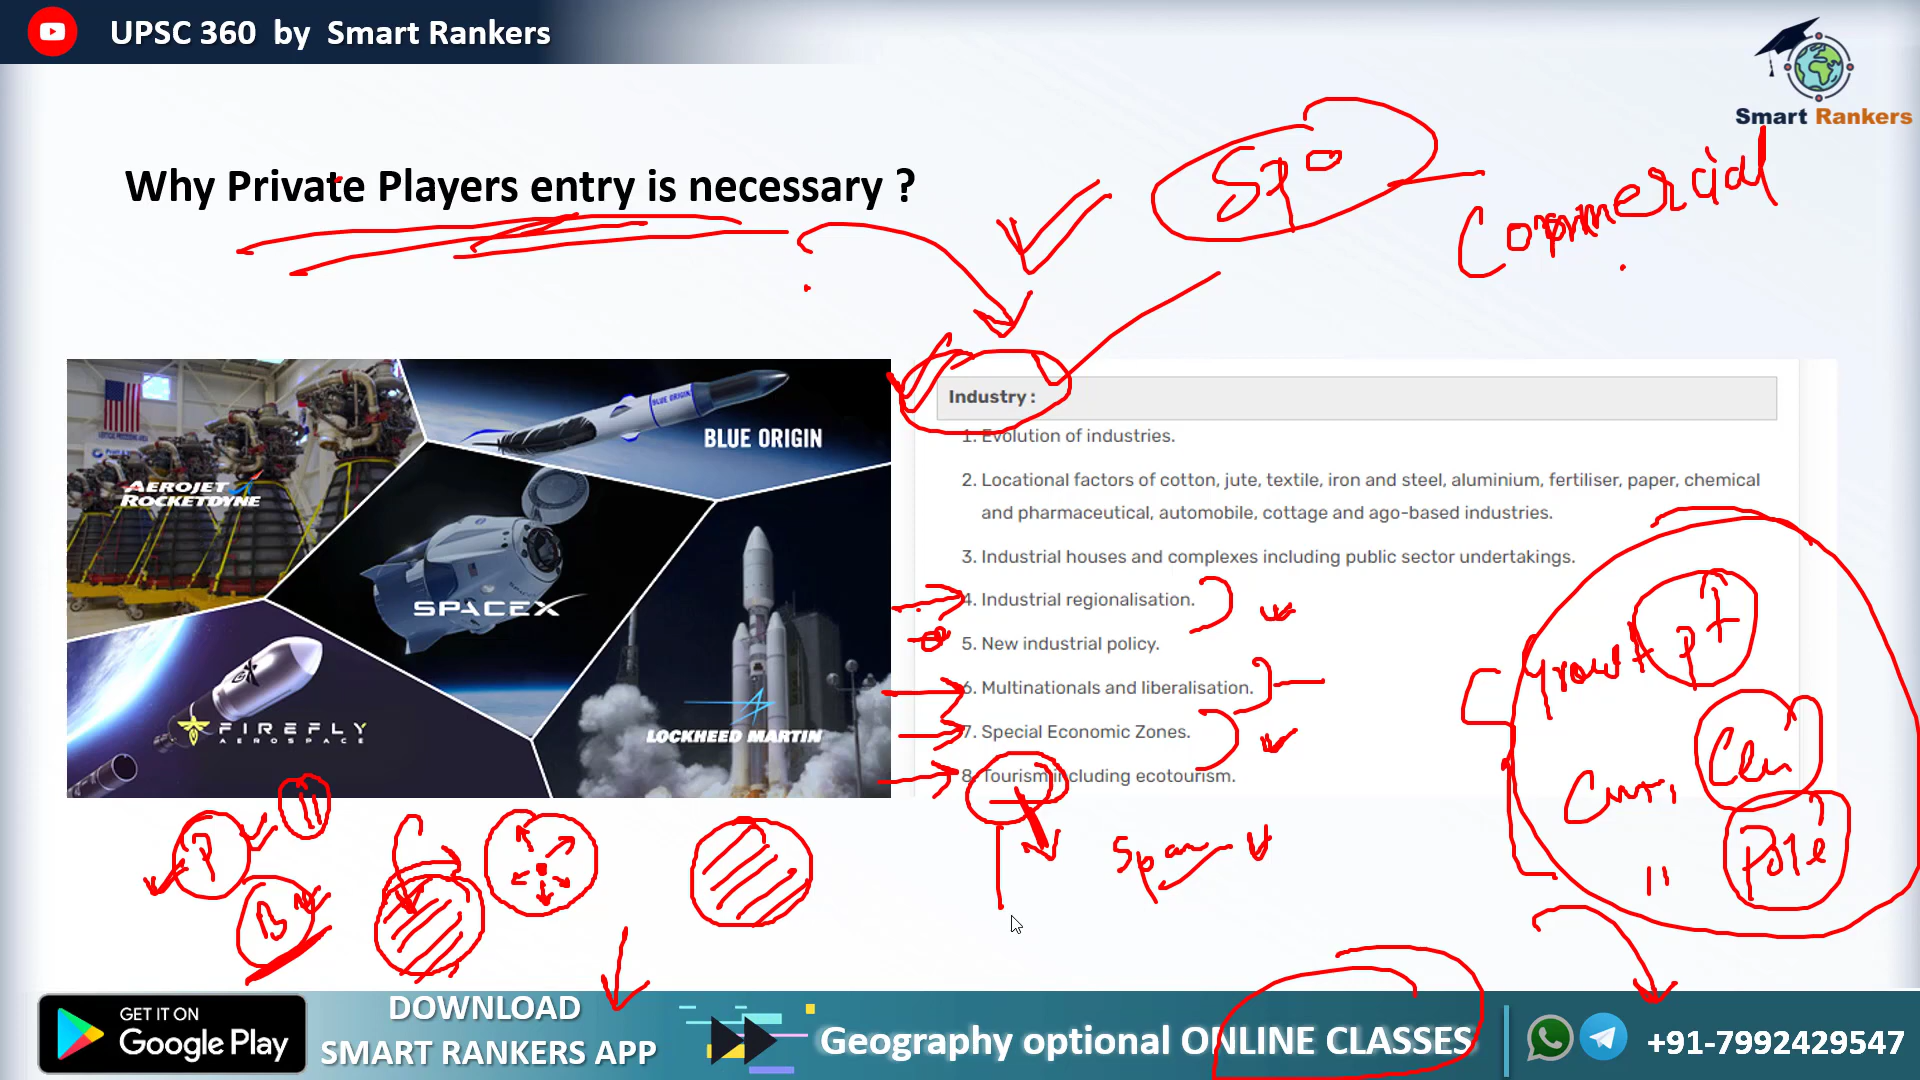 UPSC 360 by Smart Rankers
Smart Rankers
Why Private Players entry is necessary ?
Commercial
AEROJET
ROCKETDYNE
BLUE ORIGIN
BLUE ORIGIN
SPACEX
FIREFLY
AEROSPACE
LOCKHEED MARTIN
Industry :
1. Evolution of industries.
2. Locational factors of cotton, jute, textile, iron and steel, aluminium, fertiliser, paper, chemical
and pharmaceutical, automobile, cottage and ago-based industries.
3. Industrial houses and complexes including public sector undertakings.
4. Industrial regionalisation.
5. New industrial policy.
6. Multinationals and liberalisation.
7. Special Economic Zones.
8. Tourism including ecotourism.
Growth
Pole
P
B
GET IT ON
Google Play
DOWNLOAD
SMART RANKERS APP
Geography optional ONLINE CLASSES
+91-7992429547